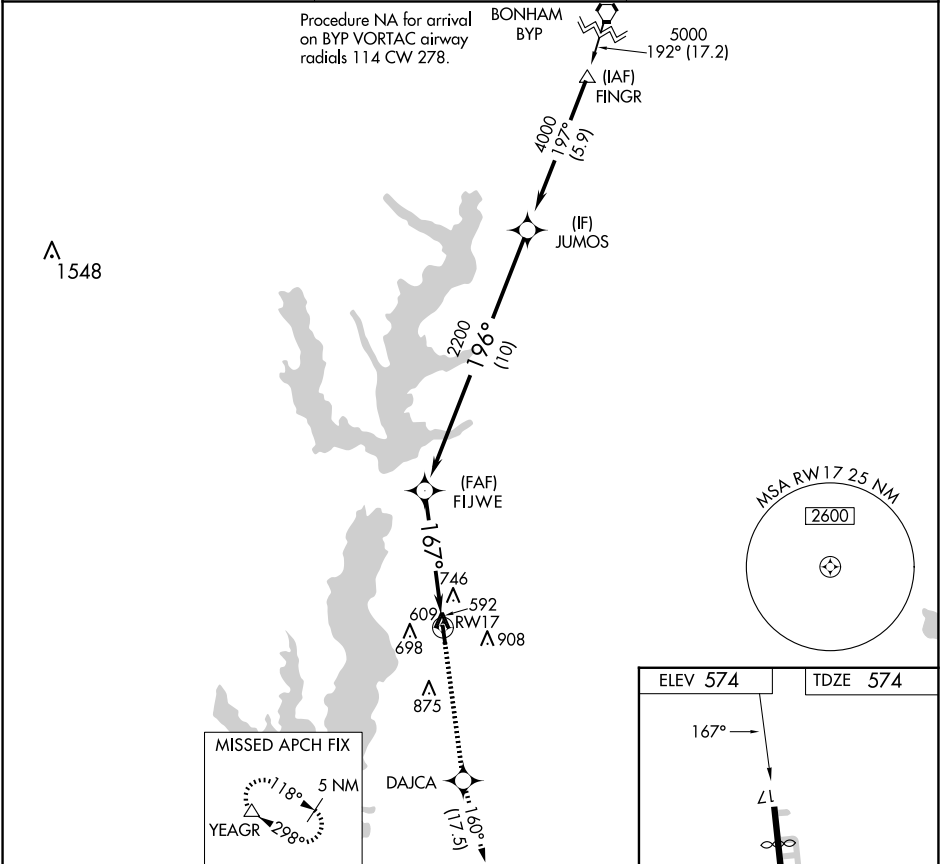 Procedure NA for arrival
on BYP VORTAC airway
radials 114 CW 278.
BONHAM
BYP
5000
192° (17.2)
(IAF)
FINGR
4000
197°
(5.9)
(IF)
JUMOS
1548
2200
196°
(10)
(FAF)
FIJWE
MSA RW17 25 NM
2600
167°
746
592
609
RW17
698
908
875
ELEV 574
TDZE 574
167°
17
MISSED APCH FIX
118°
5 NM
YEAGR
298°
DAJCA
160°
(17.5)